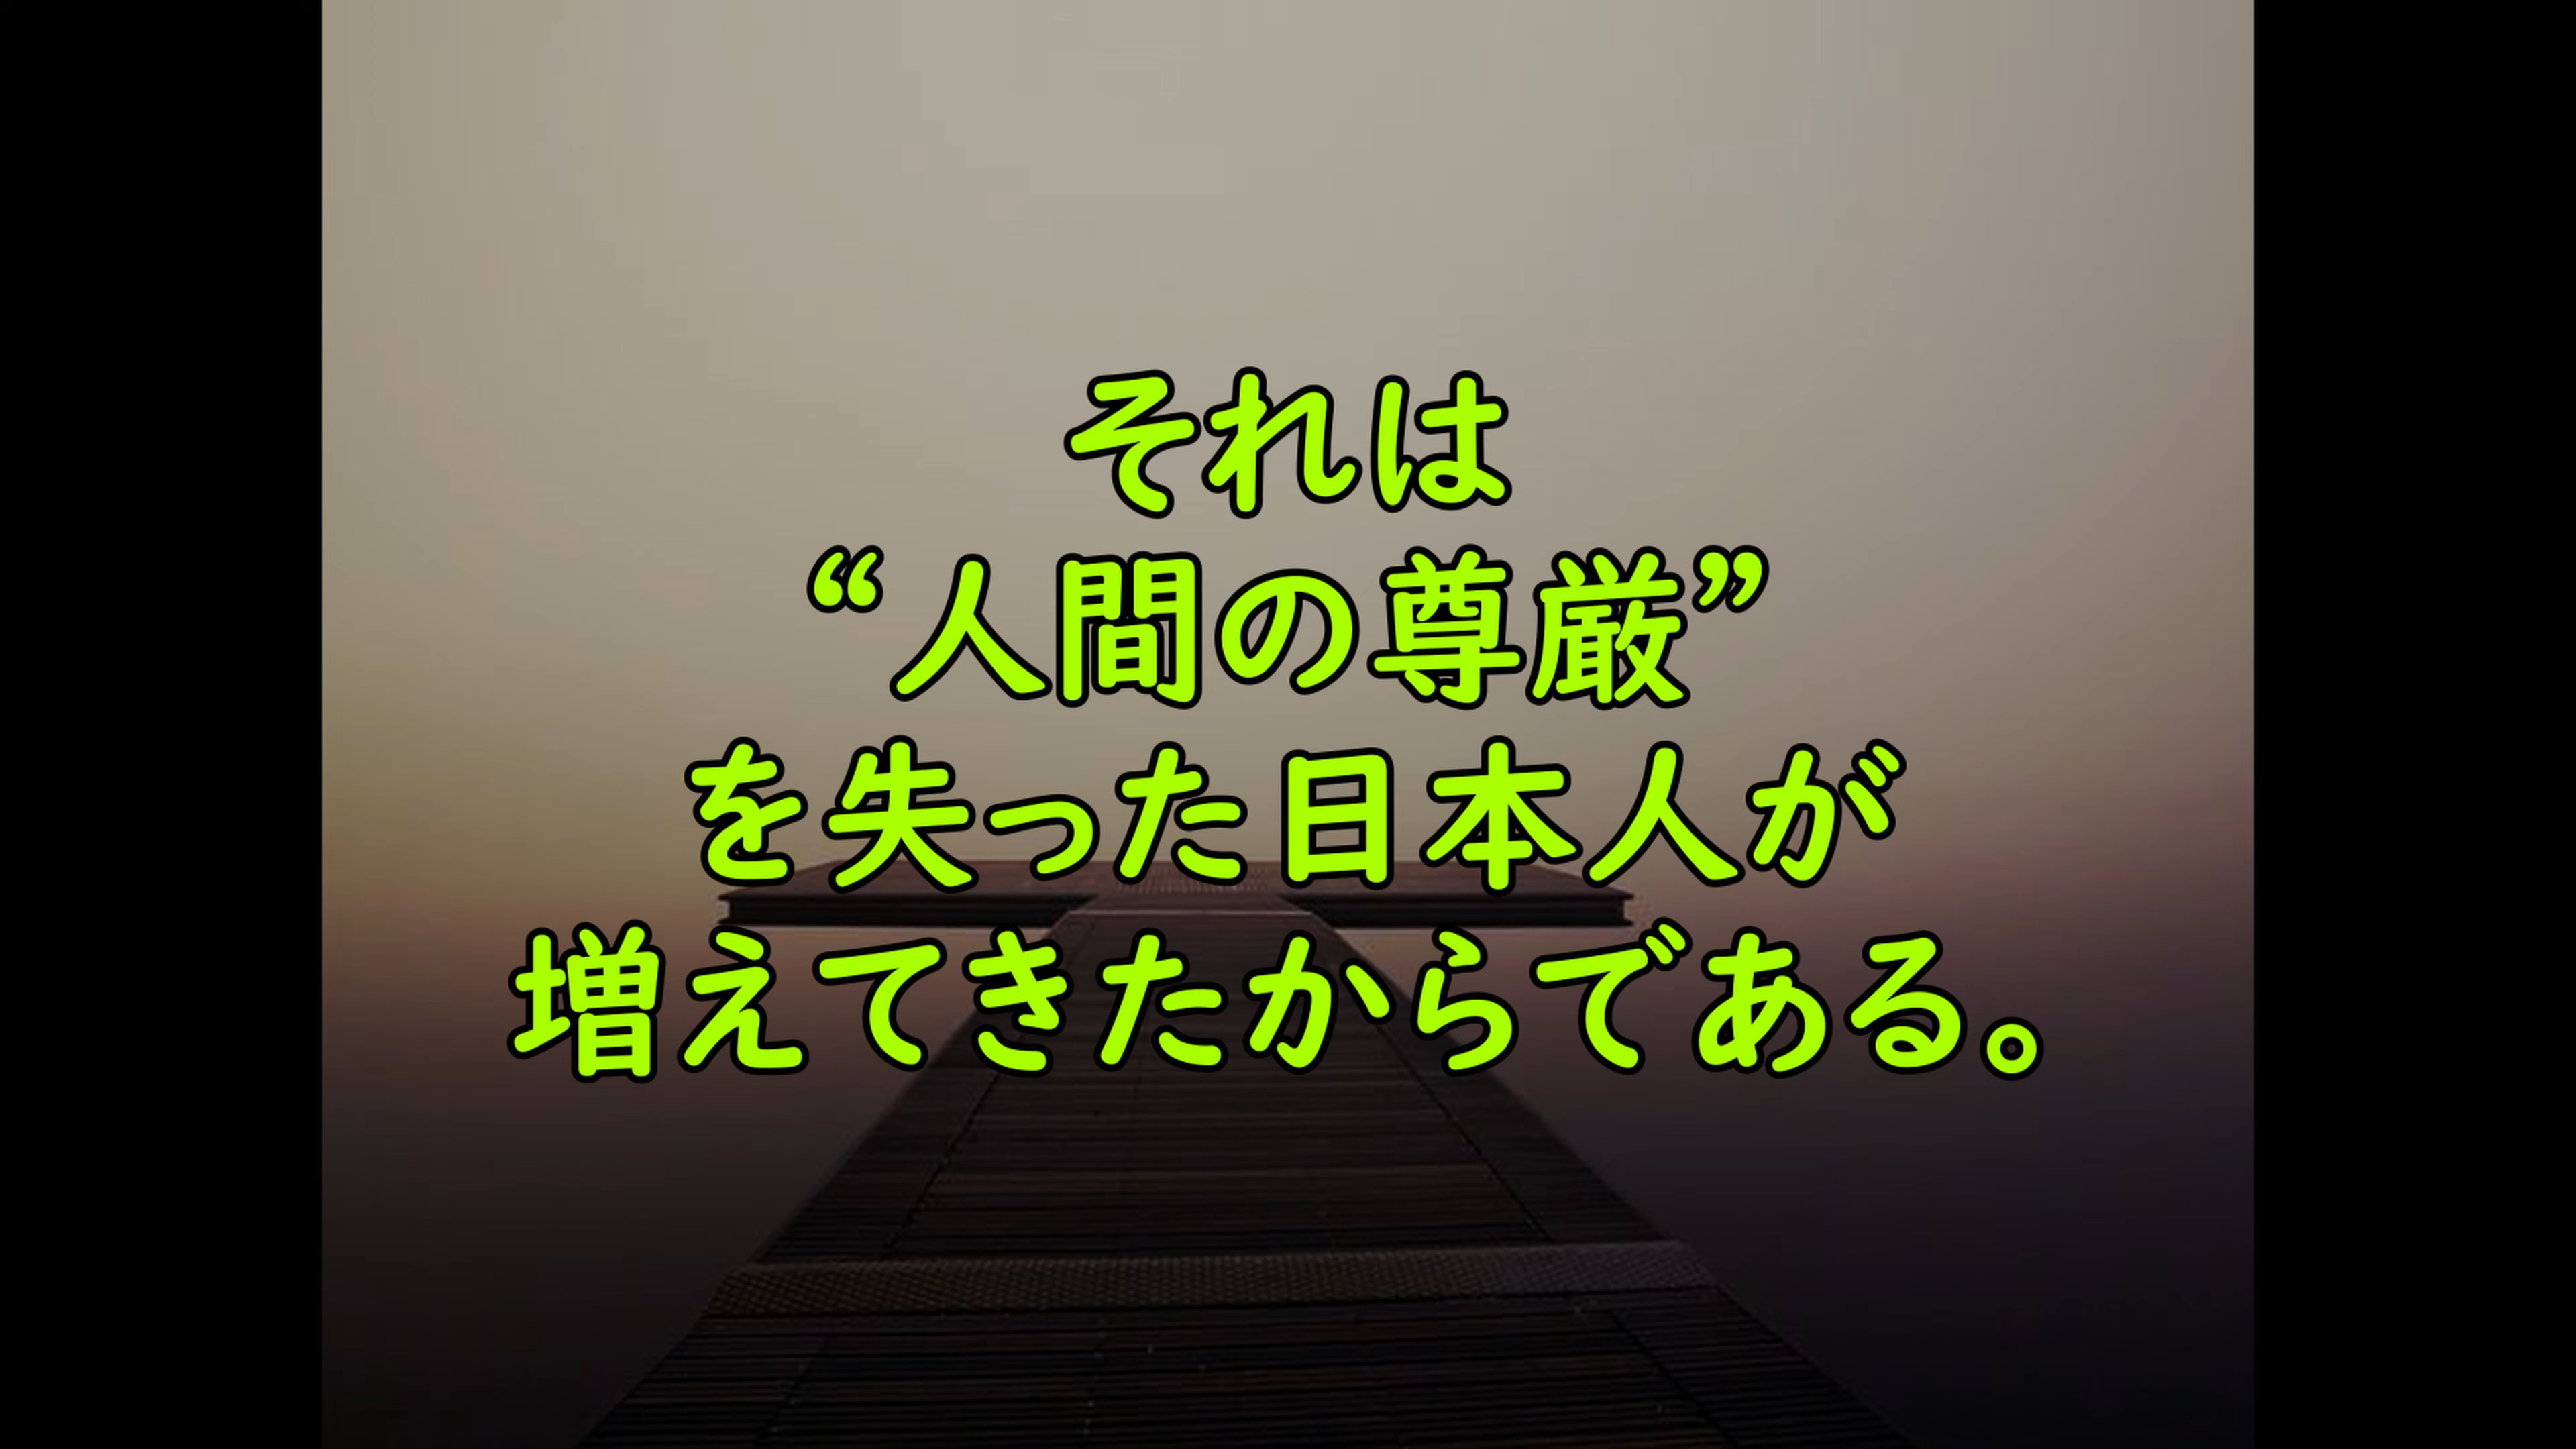 それは
“人間の尊厳”
を失った日本人が
増えてきたからである。